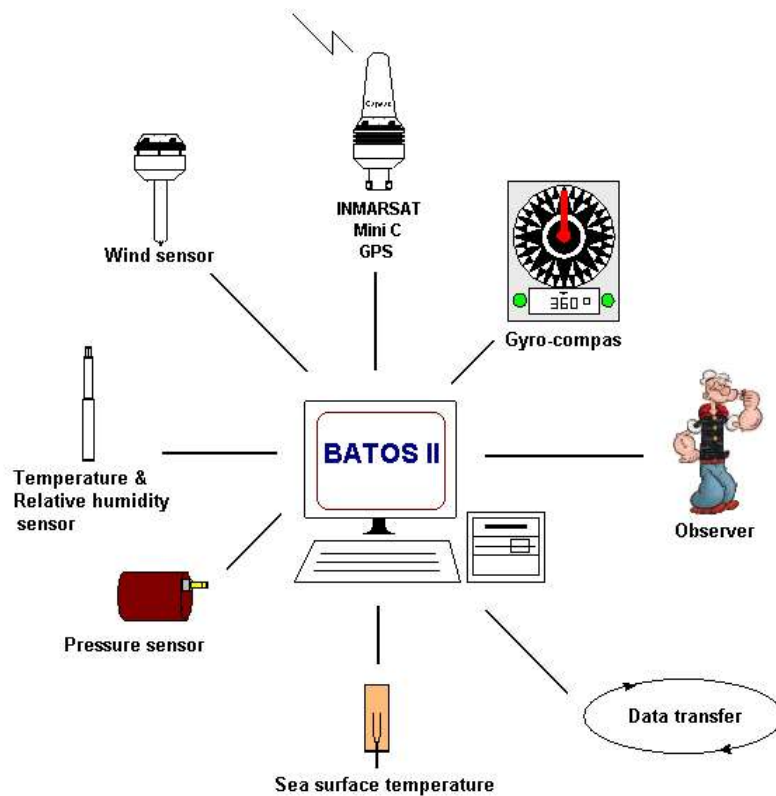 INMARSAT
Mini C
GPS
Wind sensor
360°
Gyro-compas
BATOS II
Temperature &
Relative humidity
sensor
Observer
Pressure sensor
Data transfer
Sea surface temperature